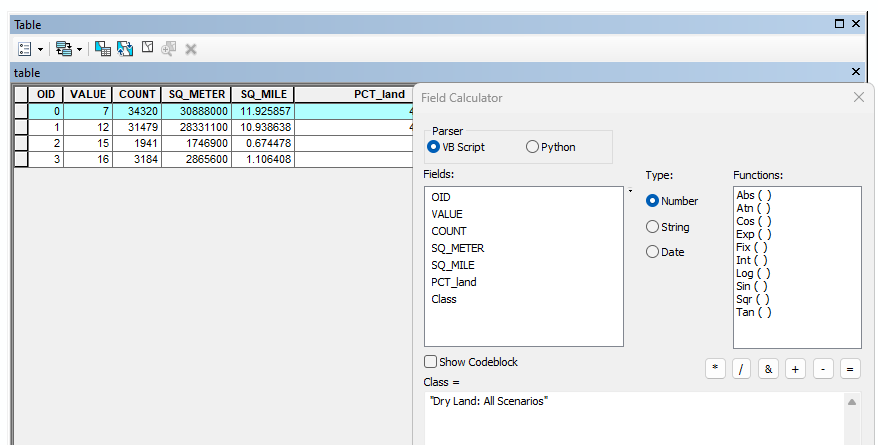 Table
table
OID VALUE COUNT SQ_METER SQ_MILE PCT_land
0 7 34320 30888000 11.925857 4
1 12 31479 28331100 10.938638 4
2 15 1941 1746900 0.674478
3 16 3184 2865600 1.106408
Field Calculator
Parser
VB Script Python
Fields: Type: Functions:
OID
VALUE
COUNT
SQ_METER
SQ_MILE
PCT_land
Class
Number
String
Date
Abs ( )
Atn ( )
Cos ( )
Exp ( )
Fix ( )
Int ( )
Log ( )
Sin ( )
Sqr ( )
Tan ( )
Show Codeblock
* / & + - =
Class =
"Dry Land: All Scenarios"